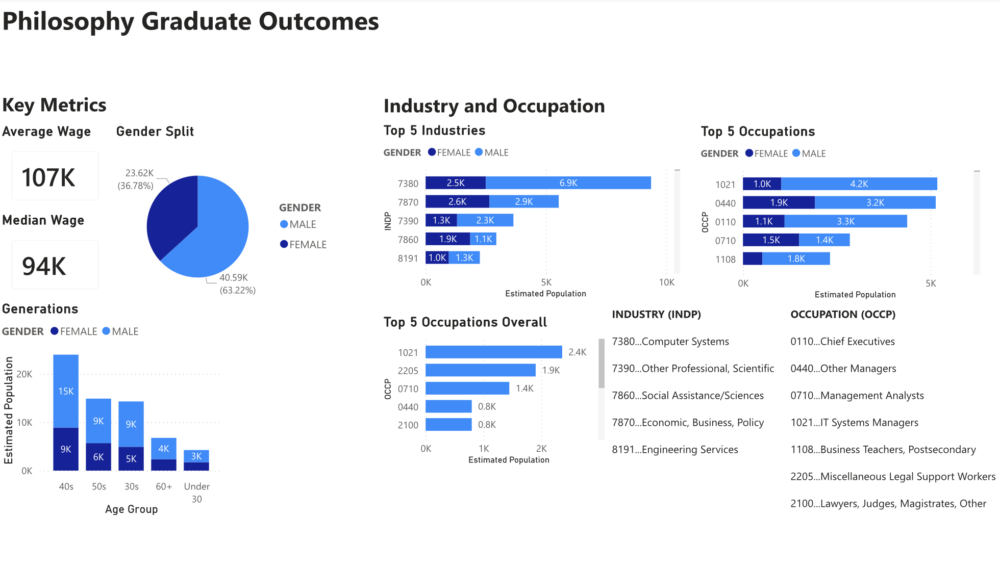 Philosophy Graduate Outcomes
Key Metrics
Average Wage
107K
Median Wage
94K
Gender Split
23.62K
(36.78%)
40.59K
(63.22%)
GENDER
MALE
FEMALE
Generations
GENDER FEMALE MALE
Estimated Population
20K
10K
0K
15K
9K
9K
6K
9K
5K
4K
3K
40s 50s 30s 60+ Under
30
Age Group
Industry and Occupation
Top 5 Industries
GENDER FEMALE MALE
INDP
7380 2.5K 6.9K
7870 2.6K 2.9K
7390 1.3K 2.3K
7860 1.9K 1.1K
8191 1.0K 1.3K
0K 5K 10K
Estimated Population
Top 5 Occupations
GENDER FEMALE MALE
OCCP
1021 1.0K 4.2K
0440 1.9K 3.2K
0110 1.1K 3.3K
0710 1.5K 1.4K
1108 1.8K
0K 5K
Estimated Population
Top 5 Occupations Overall
OCCP
1021 2.4K
2205 1.9K
0710 1.4K
0440 0.8K
2100 0.8K
0K 1K 2K
Estimated Population
INDUSTRY (INDP)
7380...Computer Systems
7390...Other Professional, Scientific
7860...Social Assistance/Sciences
7870...Economic, Business, Policy
8191...Engineering Services
OCCUPATION (OCCP)
0110...Chief Executives
0440...Other Managers
0710...Management Analysts
1021...IT Systems Managers
1108...Business Teachers, Postsecondary
2205...Miscellaneous Legal Support Workers
2100...Lawyers, Judges, Magistrates, Other